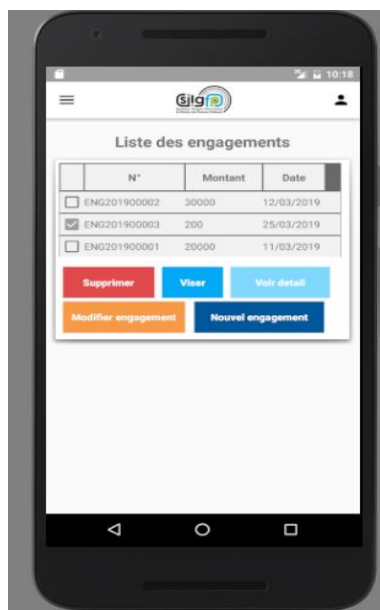 10:18
Sjigfip
Liste des engagements
N° Montant Date
ENG201900002 30000 12/03/2019
ENG201900003 200 25/03/2019
ENG201900001 20000 11/03/2019
Supprimer Viser Voir detail
Modifier engagement Nouvel engagement